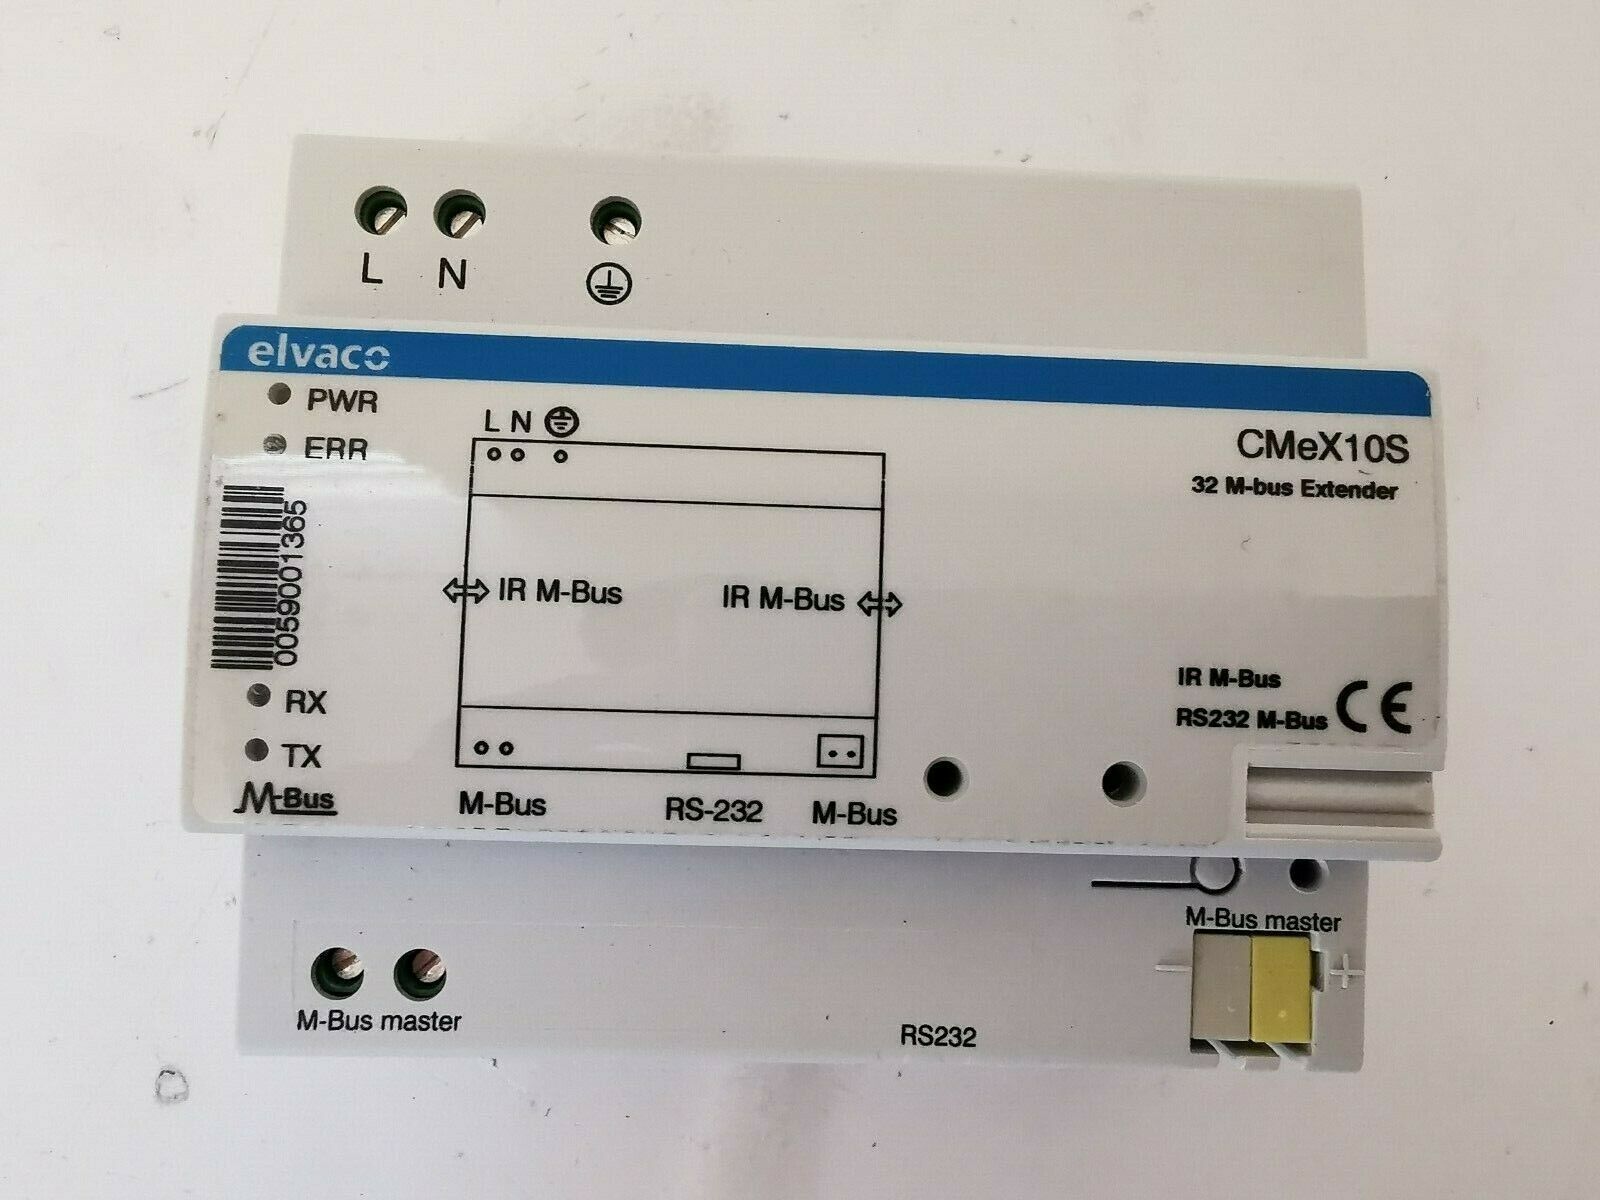 L N
elvaco
PWR
ERR
0059001365
RX
TX
M-Bus
L N
IR M-Bus IR M-Bus
M-Bus RS-232 M-Bus
CMeX10S
32 M-bus Extender
IR M-Bus
RS232 M-Bus
CE
M-Bus master
- +
M-Bus master
RS232